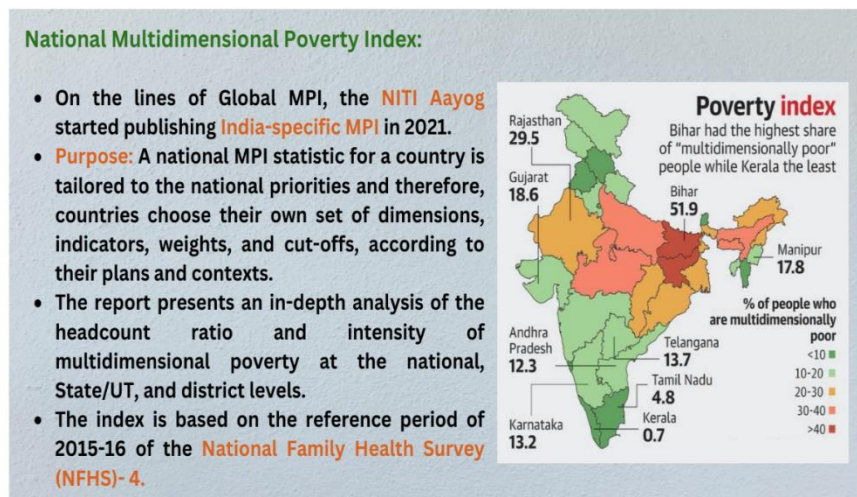 National Multidimensional Poverty Index:
• On the lines of Global MPI, the NITI Aayog
started publishing India-specific MPI in 2021.
• Purpose: A national MPI statistic for a country is
tailored to the national priorities and therefore,
countries choose their own set of dimensions,
indicators, weights, and cut-offs, according to
their plans and contexts.
• The report presents an in-depth analysis of the
headcount ratio and intensity of
multidimensional poverty at the national,
State/UT, and district levels.
• The index is based on the reference period of
2015-16 of the National Family Health Survey
(NFHS)- 4.
Poverty index
Bihar had the highest share
of “multidimensionally poor”
people while Kerala the least
Rajasthan
29.5
Gujarat
18.6
Bihar
51.9
Manipur
17.8
Andhra
Pradesh
12.3
Telangana
13.7
Tamil Nadu
4.8
Karnataka
13.2
Kerala
0.7
% of people who
are multidimensionally
poor
<10
10-20
20-30
30-40
>40